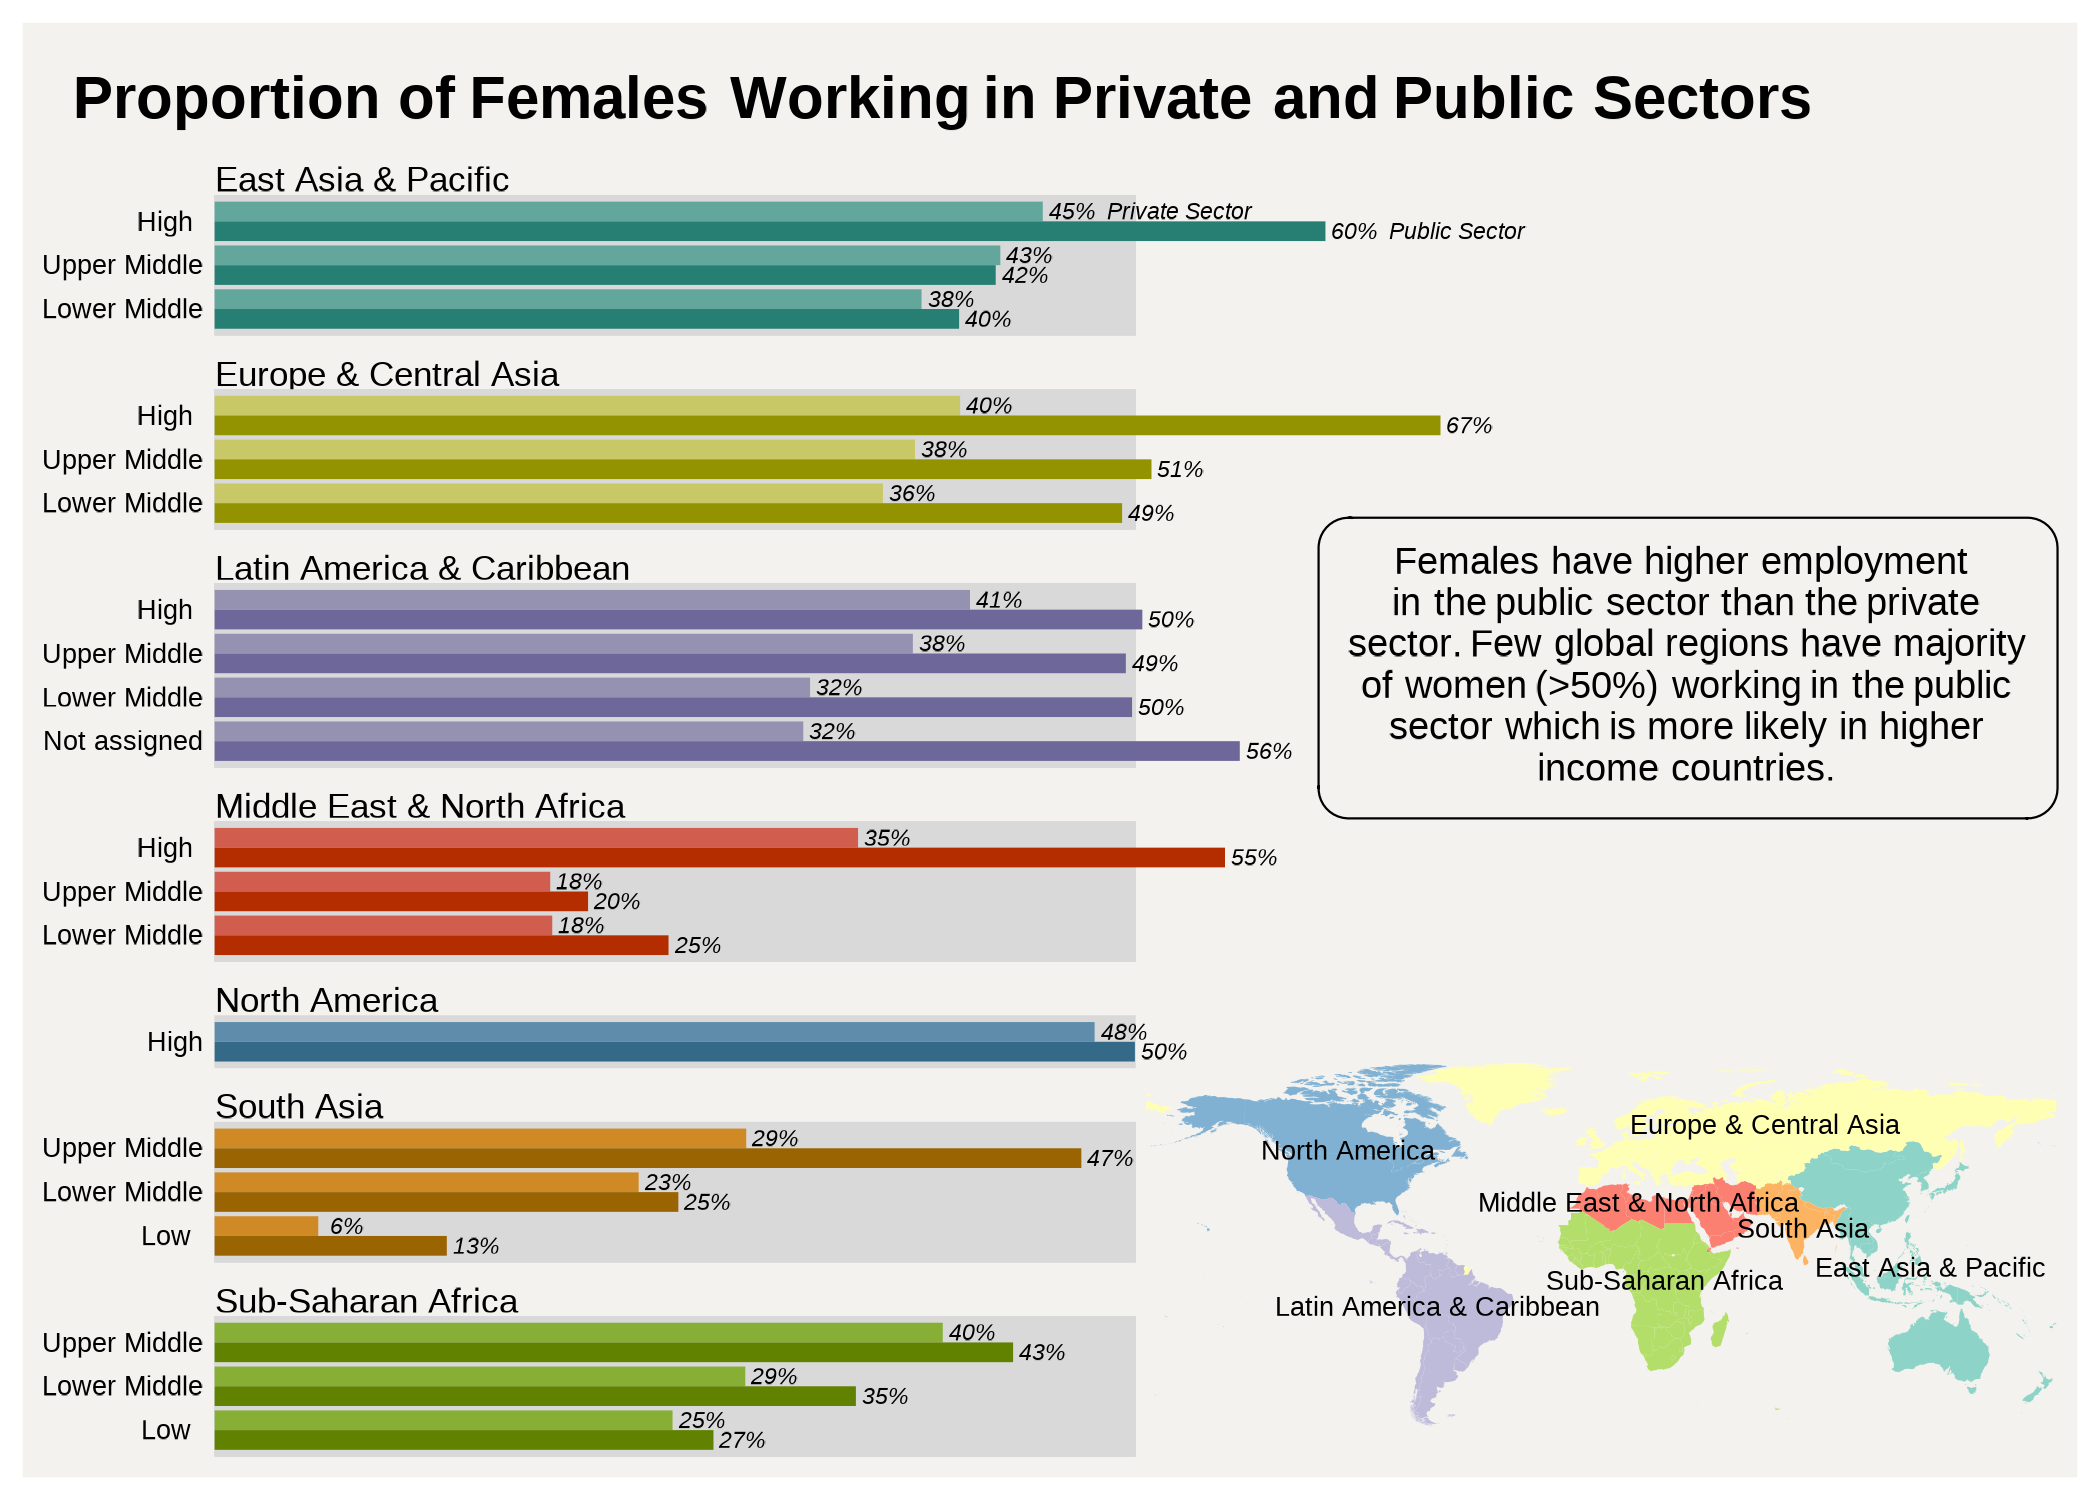 Proportion of Females Working in Private and Public Sectors
East Asia & Pacific
High 45% Private Sector
60% Public Sector
Upper Middle 43%
42%
Lower Middle 38%
40%
Europe & Central Asia
High 40%
67%
Upper Middle 38%
51%
Lower Middle 36%
49%
Latin America & Caribbean
High 41%
50%
Upper Middle 38%
49%
Lower Middle 32%
50%
Not assigned 32%
56%
Females have higher employment
in the public sector than the private
sector. Few global regions have majority
of women (>50%) working in the public
sector which is more likely in higher
income countries.
Middle East & North Africa
High 35%
55%
Upper Middle 18%
20%
Lower Middle 18%
25%
North America
High 48%
50%
South Asia
Upper Middle 29%
47%
Lower Middle 23%
25%
Low 6%
13%
Sub-Saharan Africa
Upper Middle 40%
43%
Lower Middle 29%
35%
Low 25%
27%
Europe & Central Asia
North America
Middle East & North Africa
South Asia
East Asia & Pacific
Sub-Saharan Africa
Latin America & Caribbean